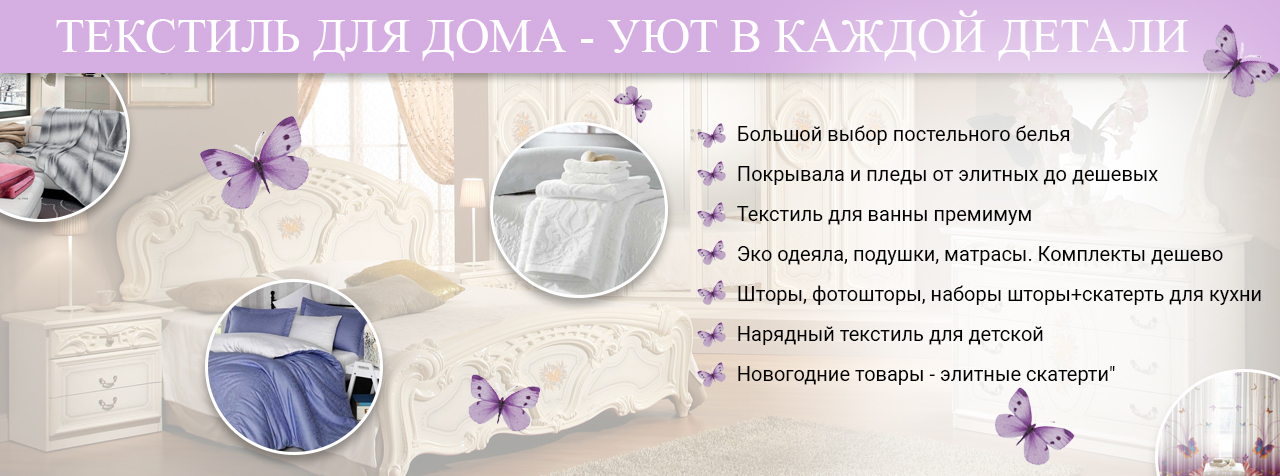 ТЕКСТИЛЬ ДЛЯ ДОМА - УЮТ В КАЖДОЙ ДЕТАЛИ
Большой выбор постельного белья
Покрывала и пледы от элитных до дешевых
Текстиль для ванны премимум
Эко одеяла, подушки, матрасы. Комплекты дешево
Шторы, фотошторы, наборы шторы+скатерть для кухни
Нарядный текстиль для детской
Новогодние товары - элитные скатерти"